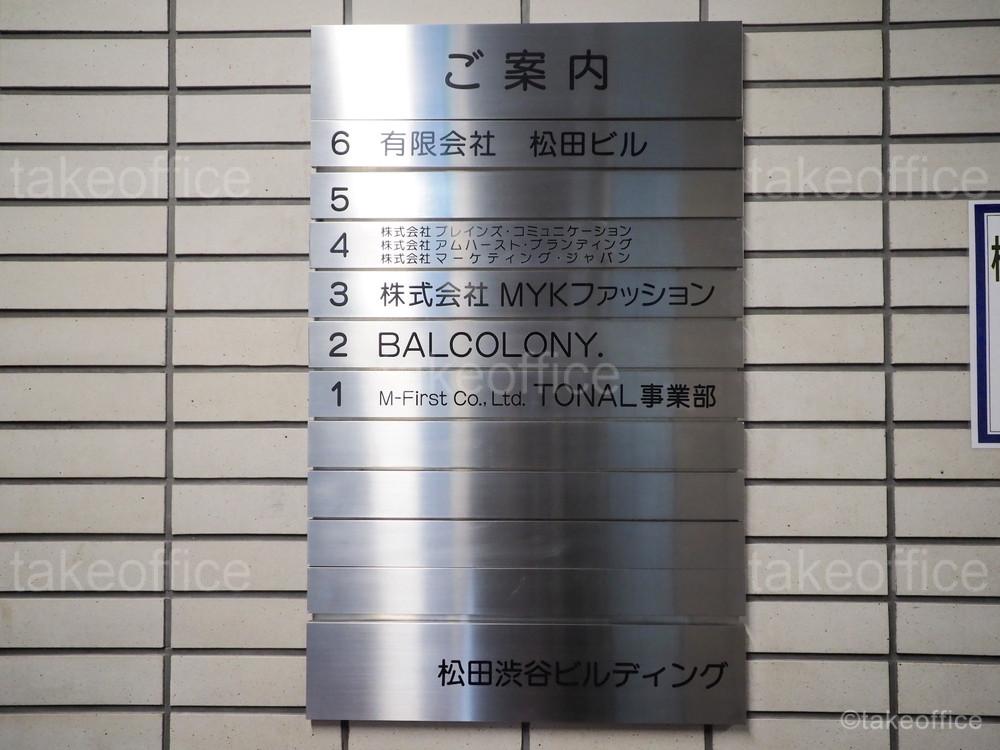 ご案内
6 有限会社 松田ビル
5
4 株式会社 ブレインズ・コミュニケーション
株式会社 アムハースト・ブランディング
株式会社 マーケティング・ジャパン
3 株式会社 MYKファッション
2 BALCOLONY.
1 M-First Co., Ltd. TONAL事業部
松田渋谷ビルディング
takeoffice
takeoffice
takeoffice
takeoffice
takeoffice
©takeoffice